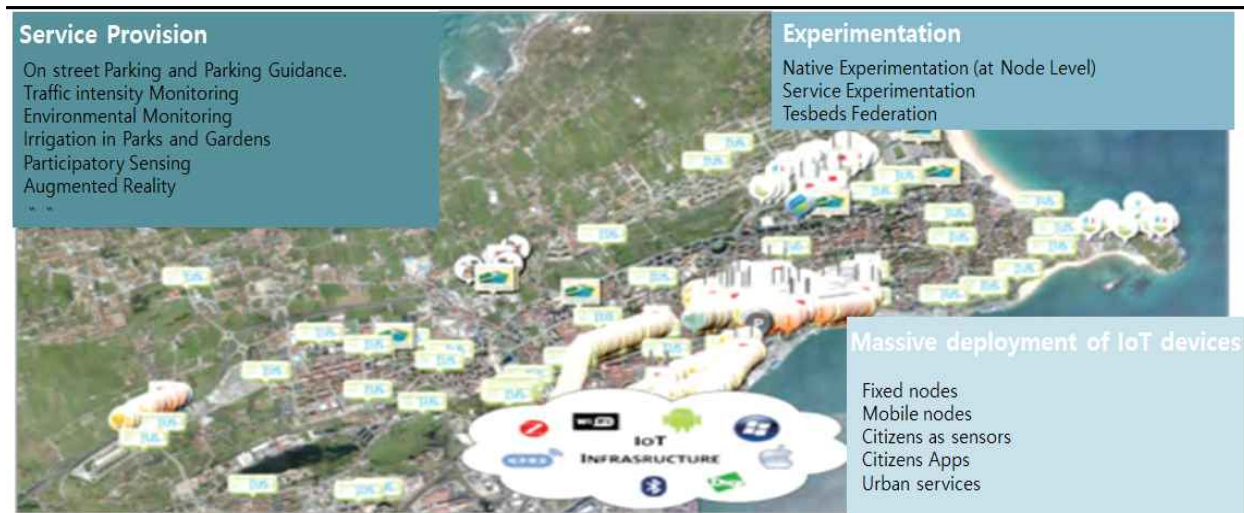 Service Provision
On street Parking and Parking Guidance.
Traffic intensity Monitoring
Environmental Monitoring
Irrigation in Parks and Gardens
Participatory Sensing
Augmented Reality
" "
Experimentation
Native Experimentation (at Node Level)
Service Experimentation
Tesbeds Federation
Massive deployment of IoT devices
Fixed nodes
Mobile nodes
Citizens as sensors
Citizens Apps
Urban services
IoT
INFRASRUCTURE